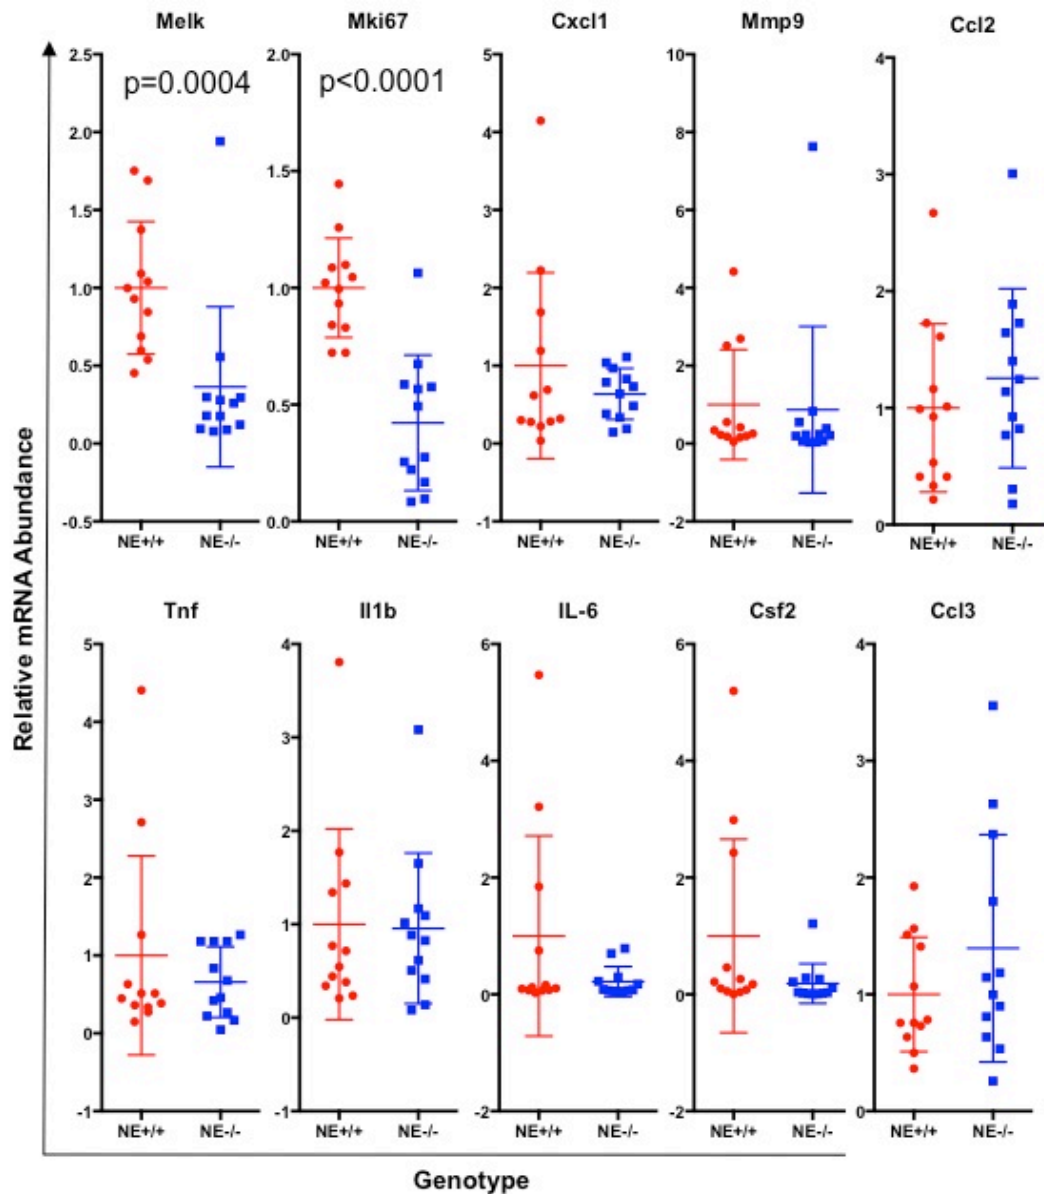 Melk Mki67 Cxcl1 Mmp9 Ccl2
p=0.0004 p<0.0001
2.5 2.0 5 10 4
2.0 1.5 4 8 3
1.5 1.0 3 6 2
1.0 0.5 2 4 1
0.5 0.0 1 2 0
0.0 0 0
-0.5 -1 -2
NE+/+ NE-/- NE+/+ NE-/- NE+/+ NE-/- NE+/+ NE-/- NE+/+ NE-/-
Relative mRNA Abundance
Tnf Il1b IL-6 Csf2 Ccl3
5 4 6 6 4
4 3 4 4 3
3 2 2 2 2
2 1 0 0 1
1 0 -2 -2 0
0 -1
-1
NE+/+ NE-/- NE+/+ NE-/- NE+/+ NE-/- NE+/+ NE-/- NE+/+ NE-/-
Genotype